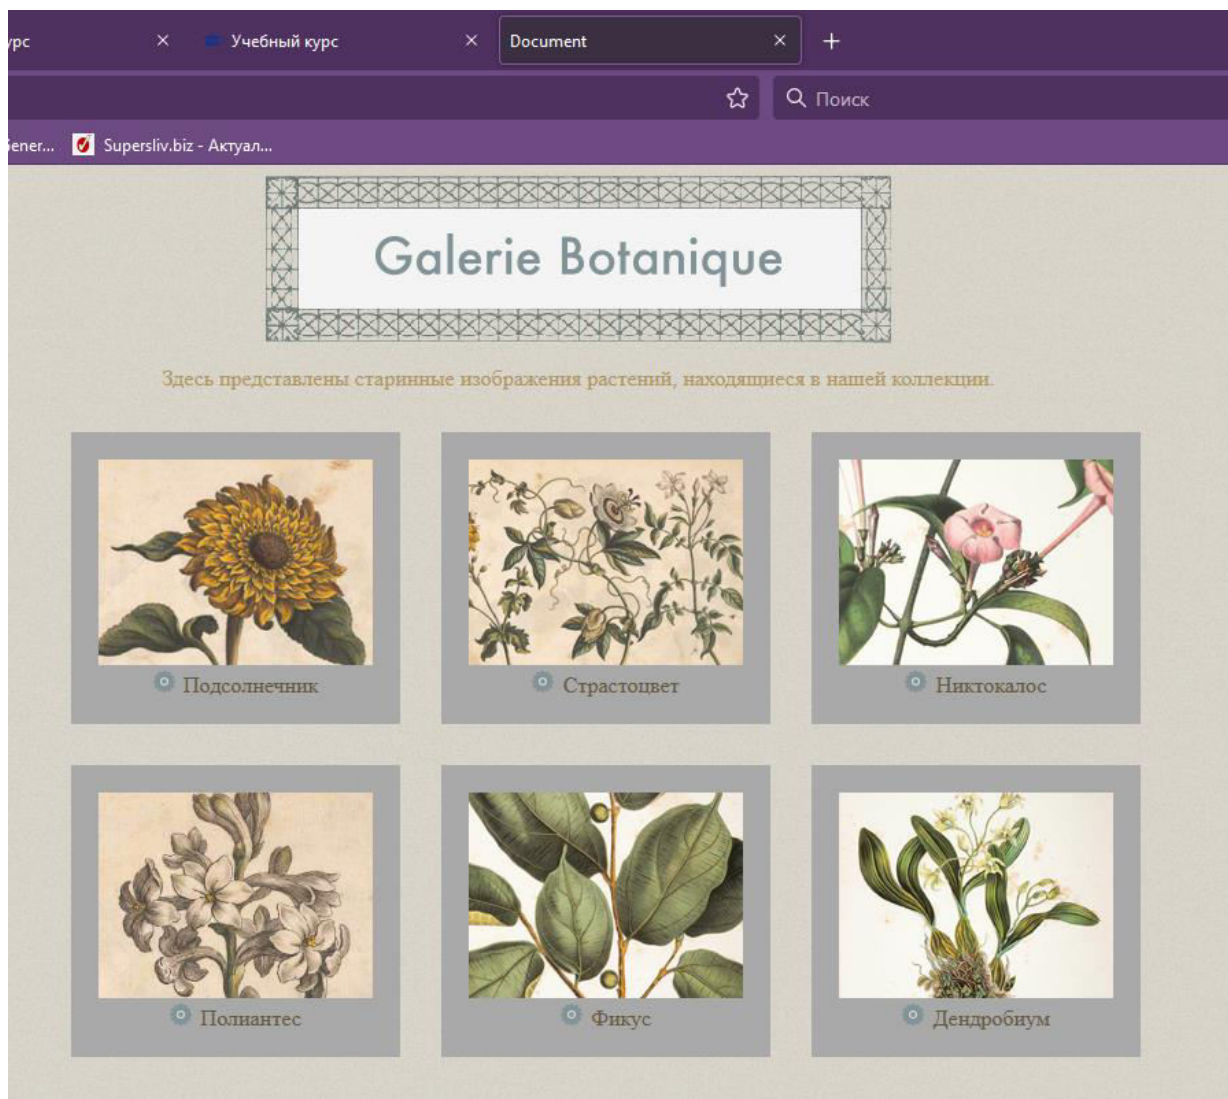 урс
Учебный курс
Document
Поиск
Gener...
Supersliv.biz - Актуал...
Galerie Botanique
Здесь представлены старинные изображения растений, находящиеся в нашей коллекции.
Подсолнечник
Страстоцвет
Никтокалос
Полиантес
Фикус
Дендробиум